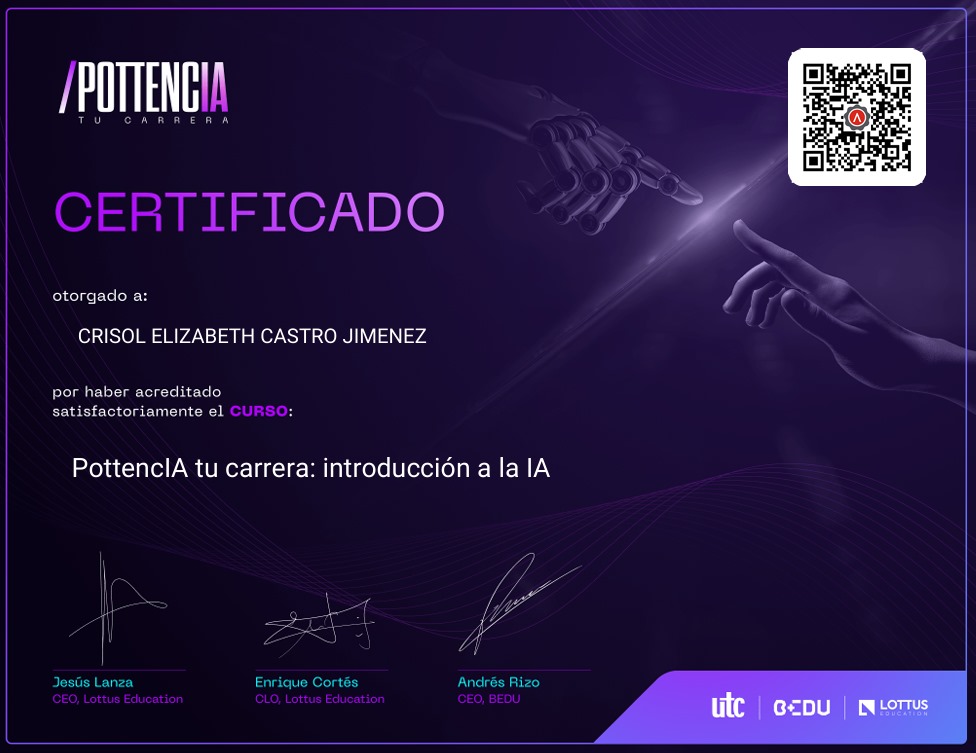 /POTTENCIA
TU CARRERA
CERTIFICADO
otorgado a:
CRISOL ELIZABETH CASTRO JIMENEZ
por haber acreditado
satisfactoriamente el CURSO:
PottencIA tu carrera: introducción a la IA
Jesús Lanza
CEO, Lottus Education
Enrique Cortés
CLO, Lottus Education
Andrés Rizo
CEO, BEDU
utc
BEDU
LOTTUS
EDUCATION